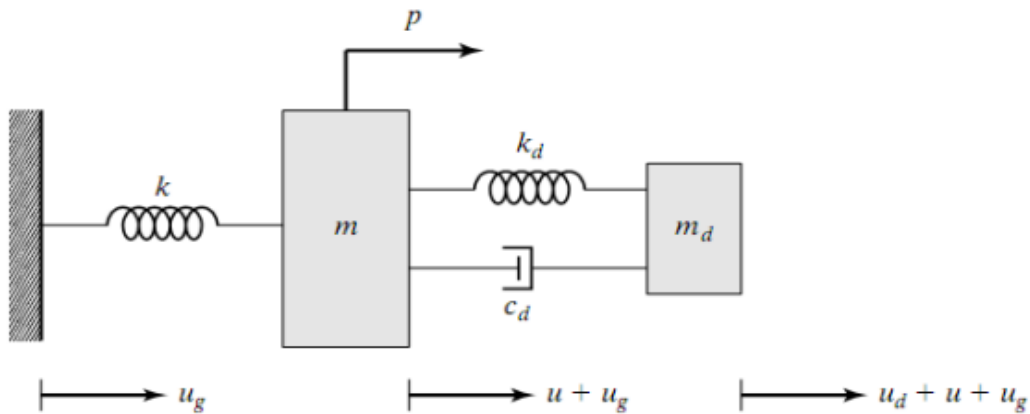 p
k
k_d
m
m_d
c_d
u_g
u + u_g
u_d + u + u_g